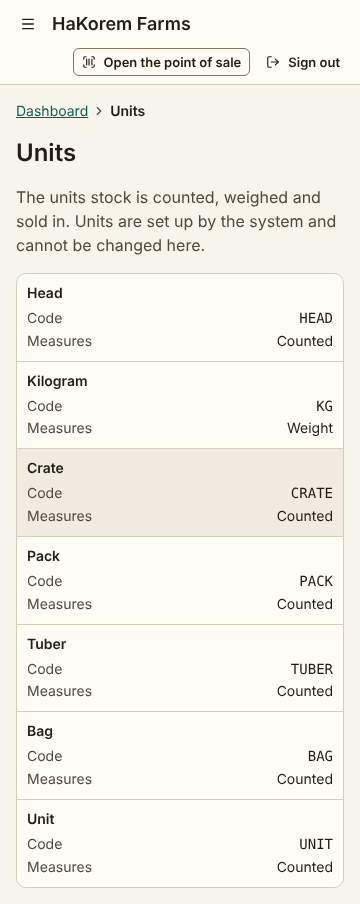 HaKorem Farms
Open the point of sale
Sign out
Dashboard > Units
Units
The units stock is counted, weighed and
sold in. Units are set up by the system and
cannot be changed here.
Head
Code HEAD
Measures Counted
Kilogram
Code KG
Measures Weight
Crate
Code CRATE
Measures Counted
Pack
Code PACK
Measures Counted
Tuber
Code TUBER
Measures Counted
Bag
Code BAG
Measures Counted
Unit
Code UNIT
Measures Counted